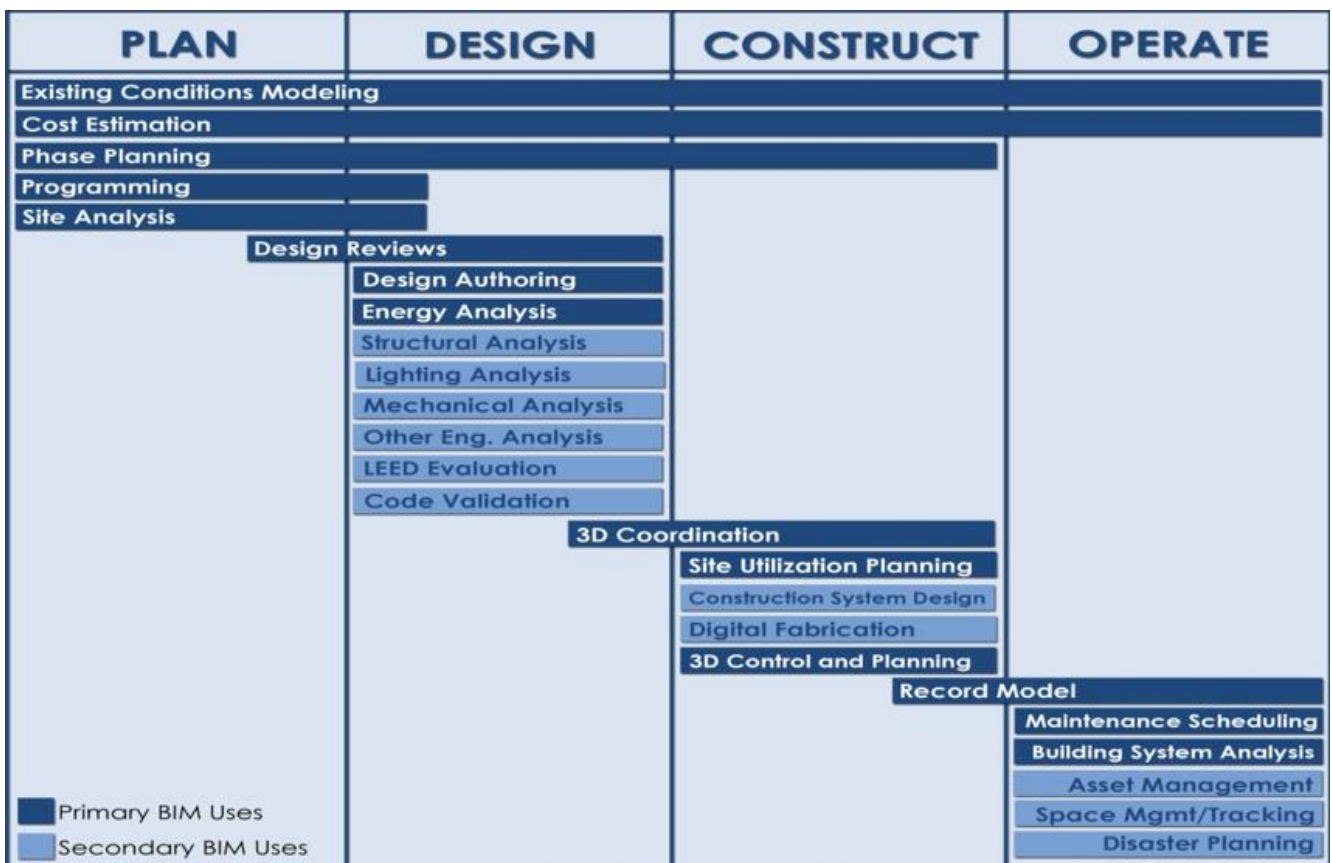 PLAN
DESIGN
CONSTRUCT
OPERATE
Existing Conditions Modeling
Cost Estimation
Phase Planning
Programming
Site Analysis
Design Reviews
Design Authoring
Energy Analysis
Structural Analysis
Lighting Analysis
Mechanical Analysis
Other Eng. Analysis
LEED Evaluation
Code Validation
3D Coordination
Site Utilization Planning
Construction System Design
Digital Fabrication
3D Control and Planning
Record Model
Maintenance Scheduling
Building System Analysis
Asset Management
Space Mgmt/Tracking
Disaster Planning
Primary BIM Uses
Secondary BIM Uses